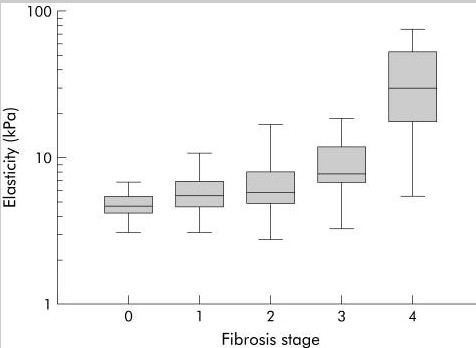 100
10
1
Elasticity (kPa)
0 1 2 3 4
Fibrosis stage